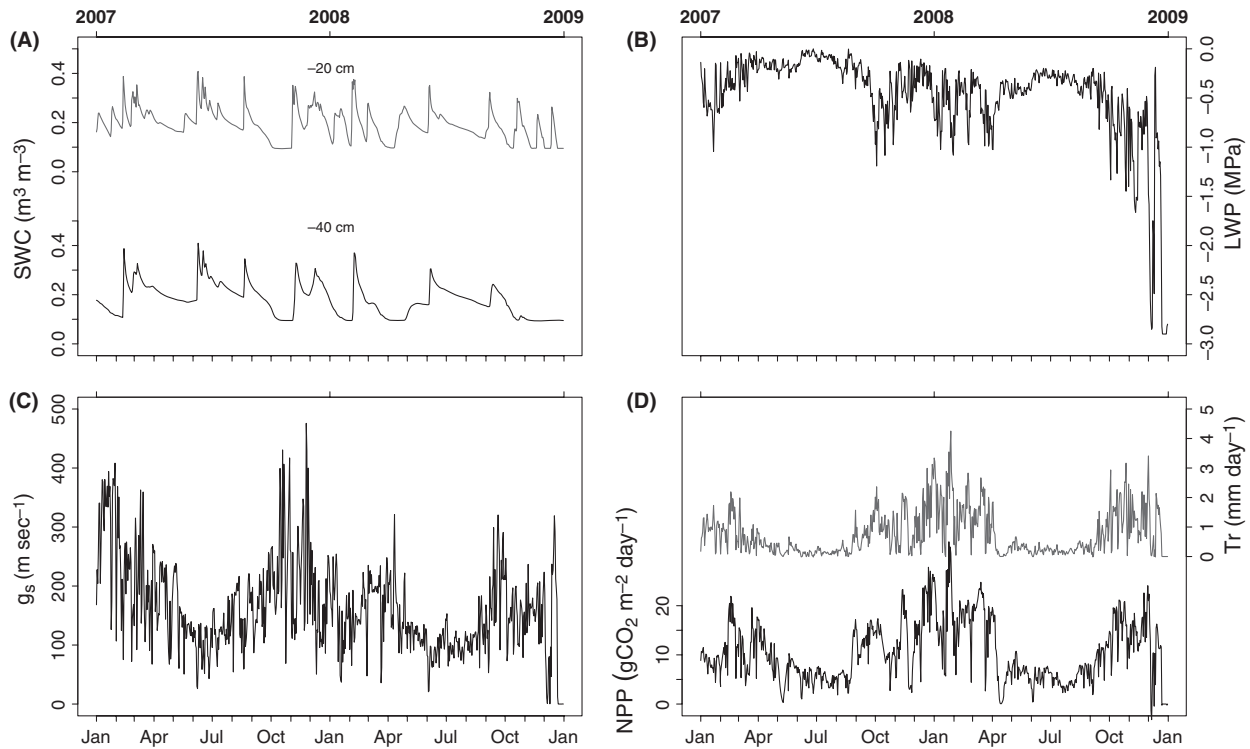 2007 2008 2009
2007 2008 2009
(A)
–20 cm
–40 cm
SWC (m³ m⁻³)
0.4
0.2
0.0
0.4
0.2
0.0
(B)
LWP (MPa)
0.0
−0.5
−1.0
−1.5
−2.0
−2.5
−3.0
(C)
gₛ (m sec⁻¹)
500
400
300
200
100
0
Jan Apr Jul Oct Jan Apr Jul Oct Jan
(D)
NPP (gCO₂ m⁻² day⁻¹)
20
10
0
Tr (mm day⁻¹)
5
4
3
2
1
0
Jan Apr Jul Oct Jan Apr Jul Oct Jan